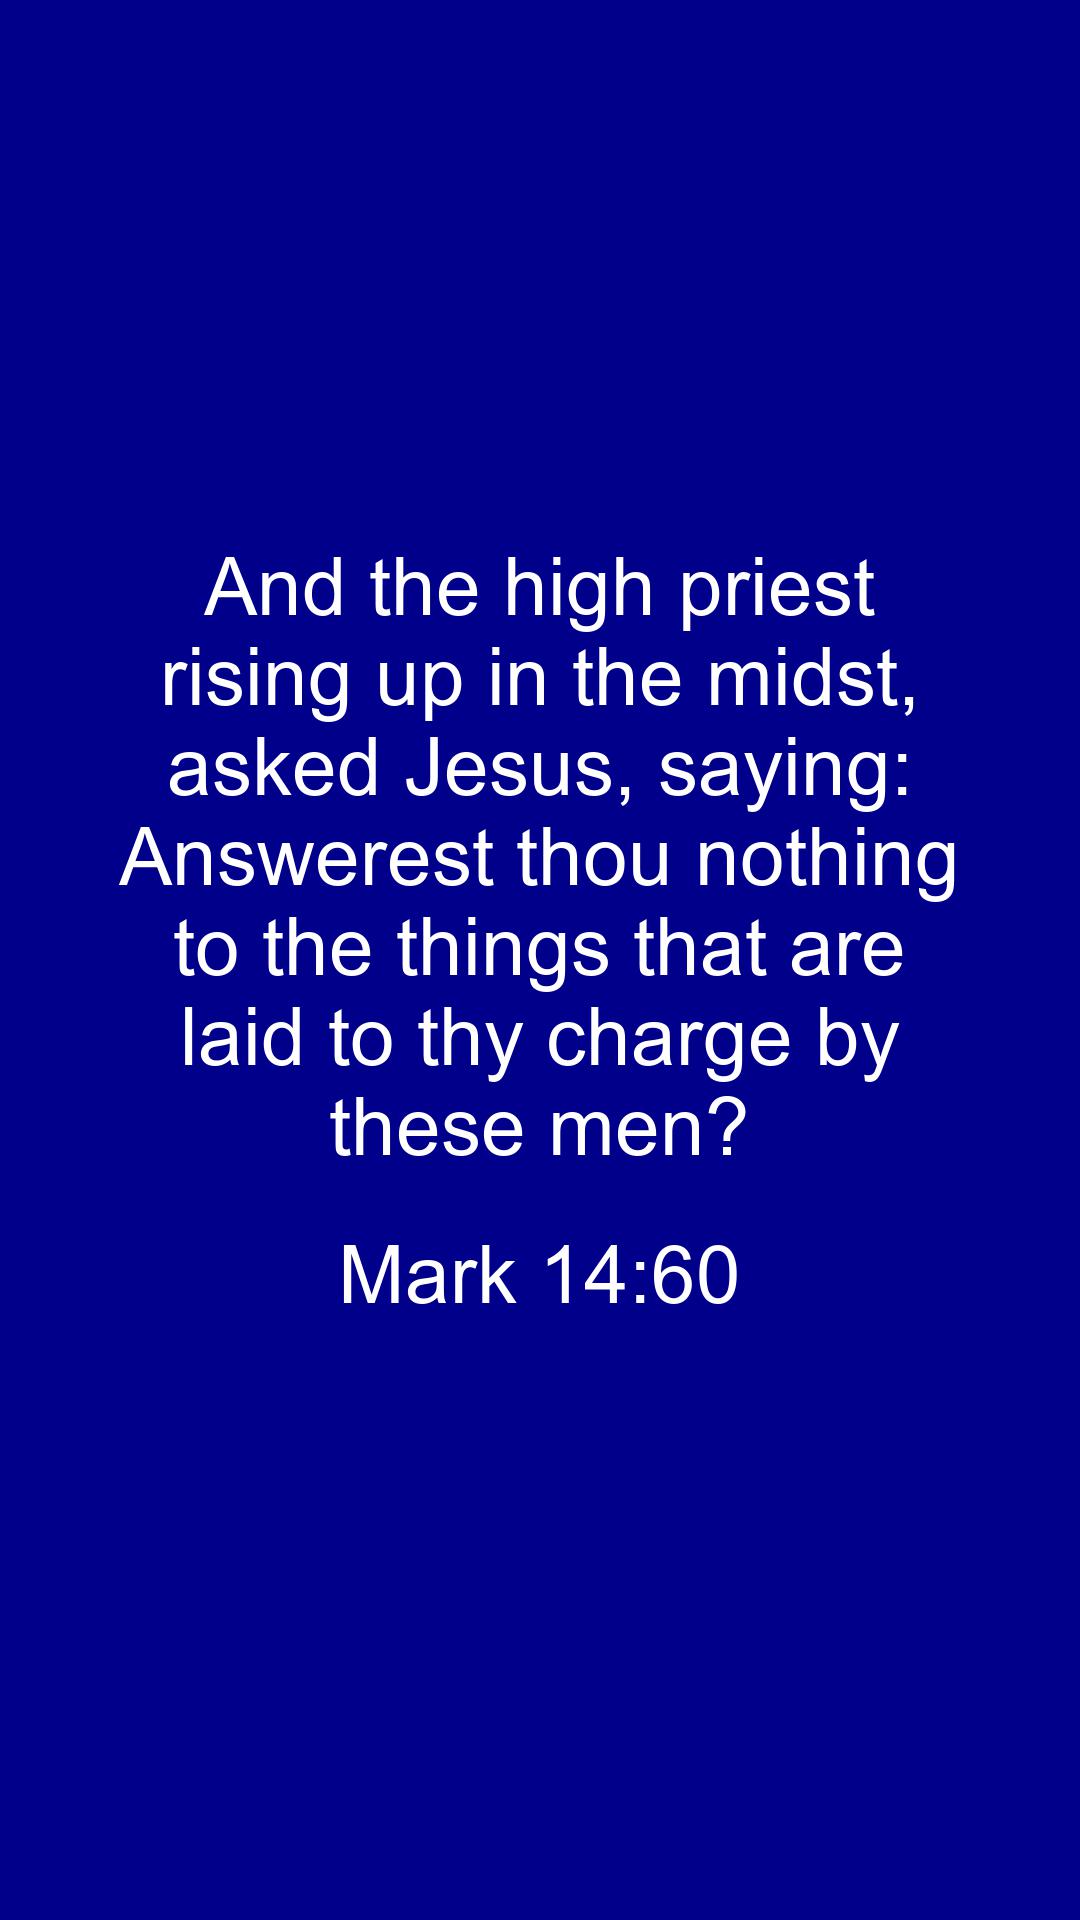 And the high priest
rising up in the midst,
asked Jesus, saying:
Answerest thou nothing
to the things that are
laid to thy charge by
these men?
Mark 14:60